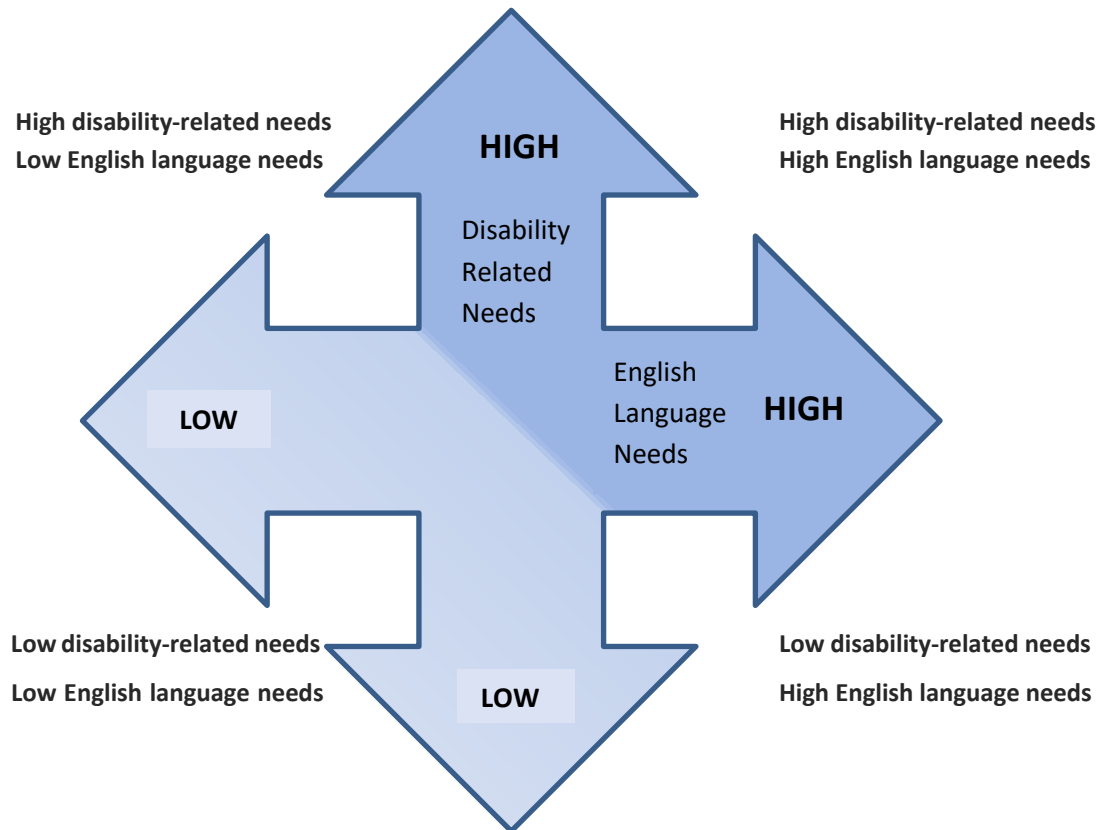 High disability-related needs
Low English language needs
HIGH
High disability-related needs
High English language needs
Disability
Related
Needs
English
Language
Needs
HIGH
LOW
Low disability-related needs
Low English language needs
LOW
Low disability-related needs
High English language needs